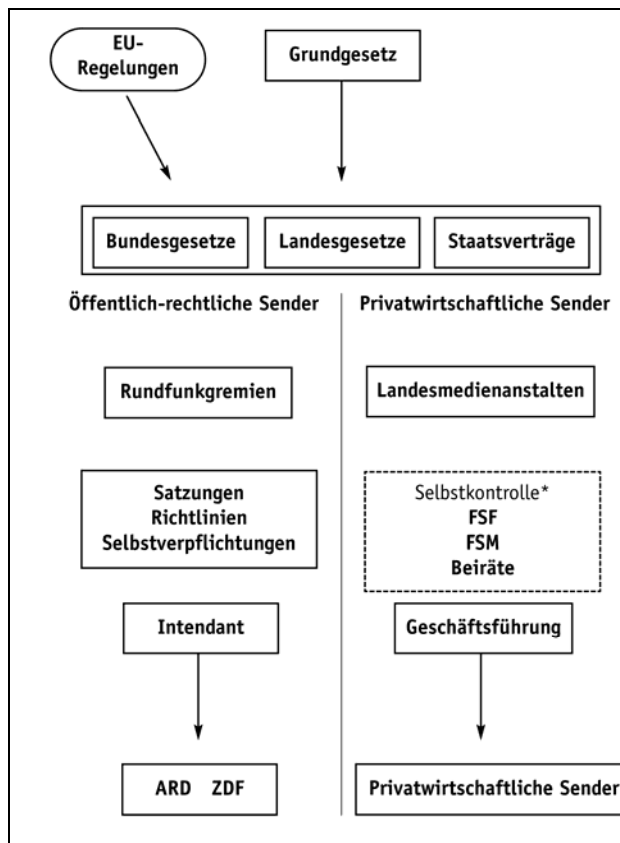 EU-
Regelungen
Grundgesetz
Bundesgesetze
Landesgesetze
Staatsverträge
Öffentlich-rechtliche Sender
Privatwirtschaftliche Sender
Rundfunkgremien
Landesmedienanstalten
Satzungen
Richtlinien
Selbstverpflichtungen
Selbstkontrolle*
FSF
FSM
Beiräte
Intendant
Geschäftsführung
ARD ZDF
Privatwirtschaftliche Sender